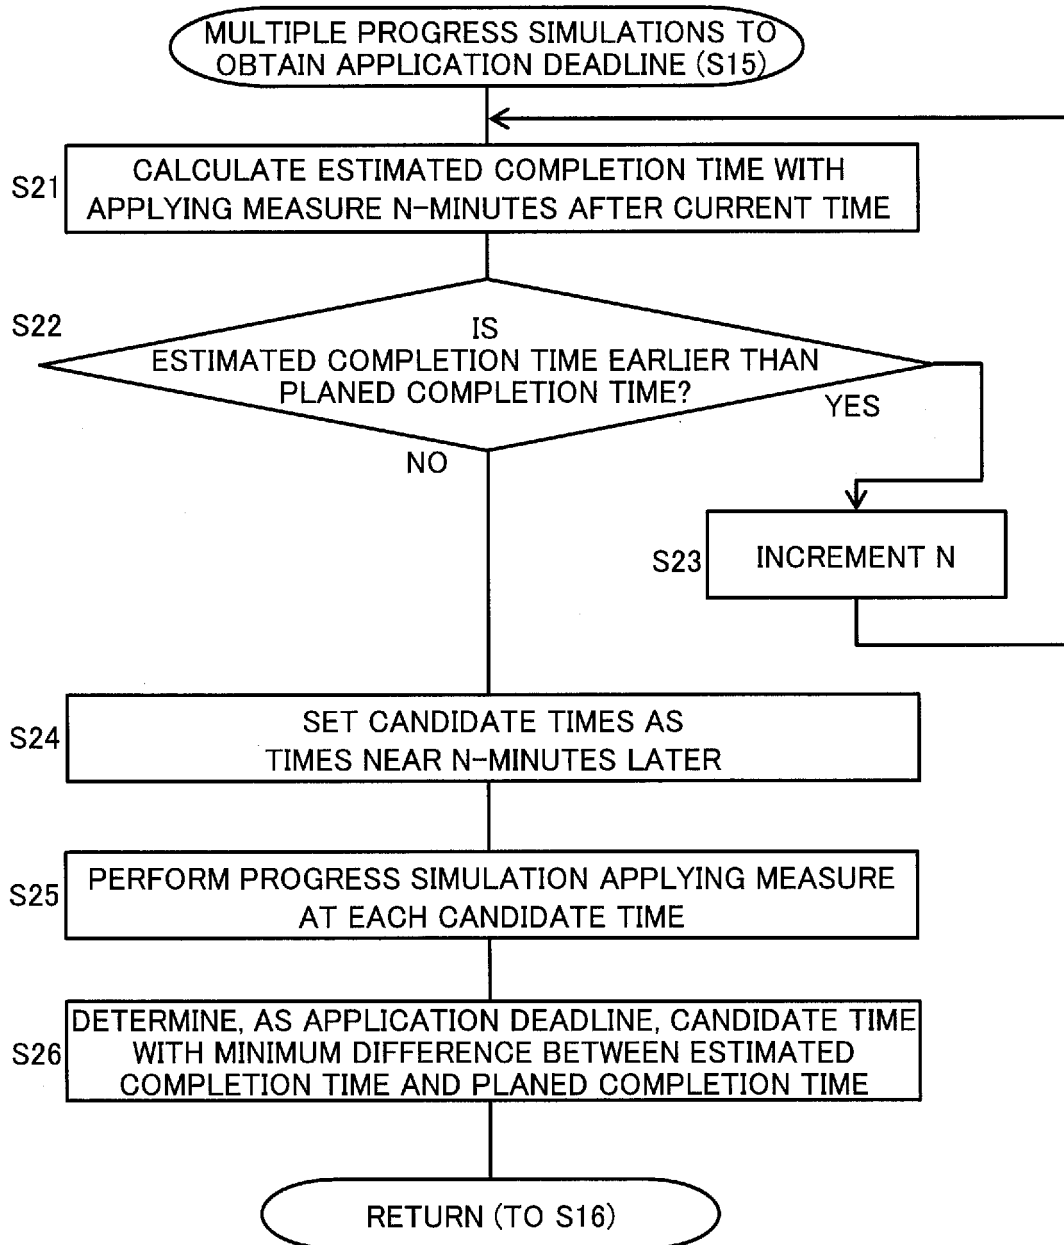 MULTIPLE PROGRESS SIMULATIONS TO
OBTAIN APPLICATION DEADLINE (S15)
S21
CALCULATE ESTIMATED COMPLETION TIME WITH
APPLYING MEASURE N-MINUTES AFTER CURRENT TIME
S22
IS
ESTIMATED COMPLETION TIME EARLIER THAN
PLANED COMPLETION TIME?
YES
NO
S23
INCREMENT N
S24
SET CANDIDATE TIMES AS
TIMES NEAR N-MINUTES LATER
S25
PERFORM PROGRESS SIMULATION APPLYING MEASURE
AT EACH CANDIDATE TIME
S26
DETERMINE, AS APPLICATION DEADLINE, CANDIDATE TIME
WITH MINIMUM DIFFERENCE BETWEEN ESTIMATED
COMPLETION TIME AND PLANED COMPLETION TIME
RETURN (TO S16)